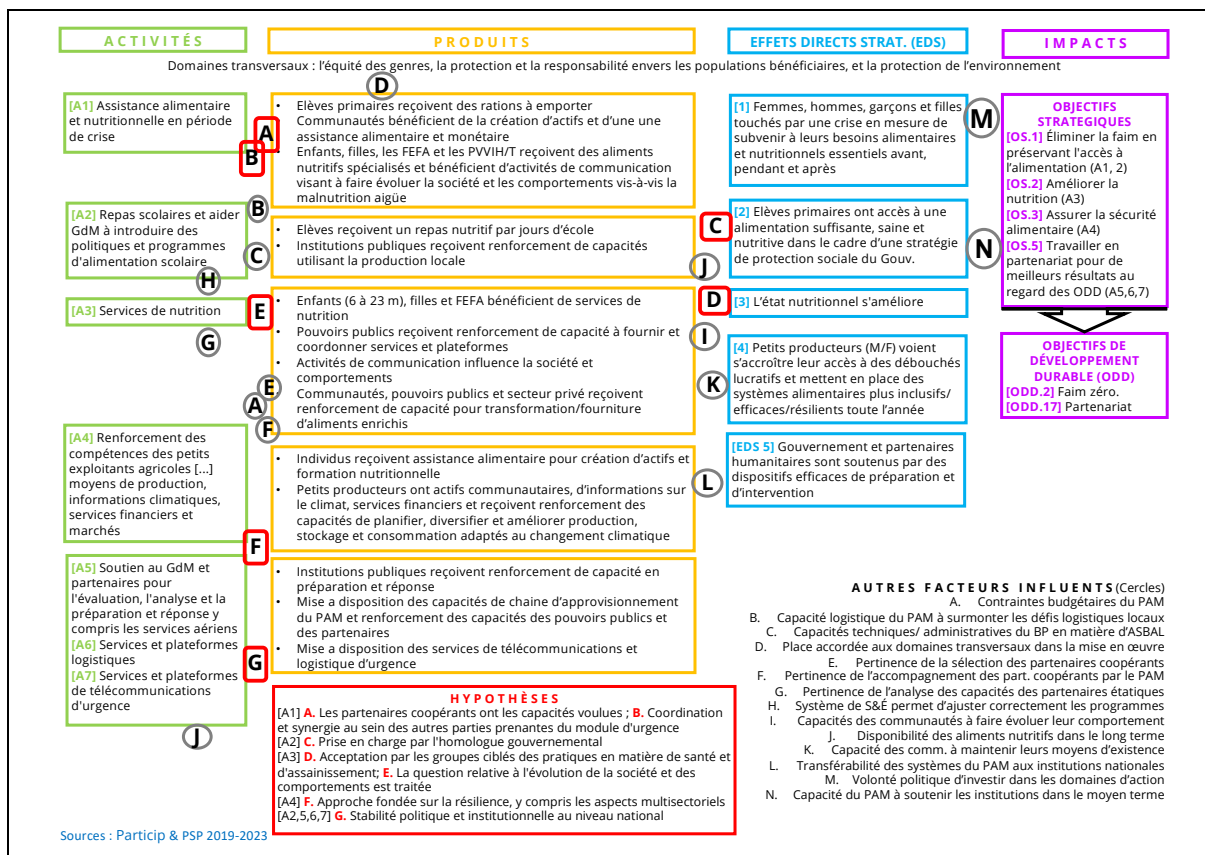 ACTIVITÉS
PRODUITS
EFFETS DIRECTS STRAT. (EDS)
IMPACTS
Domaines transversaux : l'équité des genres, la protection et la responsabilité envers les populations bénéficiaires, et la protection de l'environnement
D
[A1] Assistance alimentaire
et nutritionnelle en période
de crise
A
B
• Elèves primaires reçoivent des rations à emporter
• Communautés bénéficient de la création d'actifs et d'une une
assistance alimentaire et monétaire
• Enfants, filles, les FEFA et les PVVIH/T reçoivent des aliments
nutritifs spécialisés et bénéficient d'activités de communication
visant à faire évoluer la société et les comportements vis-à-vis la
malnutrition aigüe
[1] Femmes, hommes, garçons et filles
touchés par une crise en mesure de
subvenir à leurs besoins alimentaires
et nutritionnels essentiels avant,
pendant et après
M
OBJECTIFS
STRATEGIQUES
[OS.1] Éliminer la faim en
préservant l'accès à
l'alimentation (A1, 2)
[OS.2] Améliorer la
nutrition (A3)
[OS.3] Assurer la sécurité
alimentaire (A4)
[OS.5] Travailler en
partenariat pour de
meilleurs résultats au
regard des ODD (A5,6,7)
B
[A2] Repas scolaires et aider
GdM à introduire des
politiques et programmes
d'alimentation scolaire
C
H
• Elèves reçoivent un repas nutritif par jours d'école
• Institutions publiques reçoivent renforcement de capacités
utilisant la production locale
C
J
[2] Elèves primaires ont accès à une
alimentation suffisante, saine et
nutritive dans le cadre d'une stratégie
de protection sociale du Gouv.
N
[A3] Services de nutrition
E
G
• Enfants (6 à 23 m), filles et FEFA bénéficient de services de
nutrition
• Pouvoirs publics reçoivent renforcement de capacité à fournir et
coordonner services et plateformes
• Activités de communication influence la société et
comportements
• Communautés, pouvoirs publics et secteur privé reçoivent
renforcement de capacité pour transformation/fourniture
d'aliments enrichis
E
A
F
D
[3] L'état nutritionnel s'améliore
I
[4] Petits producteurs (M/F) voient
s'accroître leur accès à des débouchés
lucratifs et mettent en place des
systèmes alimentaires plus inclusifs/
efficaces/résilients toute l'année
K
OBJECTIFS DE
DÉVELOPPEMENT
DURABLE (ODD)
[ODD.2] Faim zéro.
[ODD.17] Partenariat
[A4] Renforcement des
compétences des petits
exploitants agricoles [...]
moyens de production,
informations climatiques,
services financiers et
marchés
F
• Individus reçoivent assistance alimentaire pour création d'actifs et
formation nutritionnelle
• Petits producteurs ont actifs communautaires, d'informations sur
le climat, services financiers et reçoivent renforcement des
capacités de planifier, diversifier et améliorer production,
stockage et consommation adaptés au changement climatique
L
[EDS 5] Gouvernement et partenaires
humanitaires sont soutenus par des
dispositifs efficaces de préparation et
d'intervention
[A5] Soutien au GdM et
partenaires pour
l'évaluation, l'analyse et la
préparation et réponse y
compris les services aériens
[A6] Services et plateformes
logistiques
[A7] Services et plateformes
de télécommunications
d'urgence
G
J
• Institutions publiques reçoivent renforcement de capacité en
préparation et réponse
• Mise a disposition des capacités de chaine d'approvisionnement
du PAM et renforcement des capacités des pouvoirs publics et
des partenaires
• Mise a disposition des services de télécommunications et
logistique d'urgence
HYPOTHÈSES
[A1] A. Les partenaires coopérants ont les capacités voulues ; B. Coordination
et synergie au sein des autres parties prenantes du module d'urgence
[A2] C. Prise en charge par l'homologue gouvernemental
[A3] D. Acceptation par les groupes ciblés des pratiques en matière de santé et
d'assainissement; E. La question relative à l'évolution de la société et des
comportements est traitée
[A4] F. Approche fondée sur la résilience, y compris les aspects multisectoriels
[A2,5,6,7] G. Stabilité politique et institutionnelle au niveau national
AUTRES FACTEURS INFLUENTS (Cercles)
A. Contraintes budgétaires du PAM
B. Capacité logistique du PAM à surmonter les défis logistiques locaux
C. Capacités techniques/ administratives du BP en matière d'ASBAL
D. Place accordée aux domaines transversaux dans la mise en œuvre
E. Pertinence de la sélection des partenaires coopérants
F. Pertinence de l'accompagnement des part. coopérants par le PAM
G. Pertinence de l'analyse des capacités des partenaires étatiques
H. Système de S&É permet d'ajuster correctement les programmes
I. Capacités des communautés à faire évoluer leur comportement
J. Disponibilité des aliments nutritifs dans le long terme
K. Capacité des comm. à maintenir leurs moyens d'existence
L. Transférabilité des systèmes du PAM aux institutions nationales
M. Volonté politique d'investir dans les domaines d'action
N. Capacité du PAM à soutenir les institutions dans le moyen terme
Sources : Particip & PSP 2019-2023